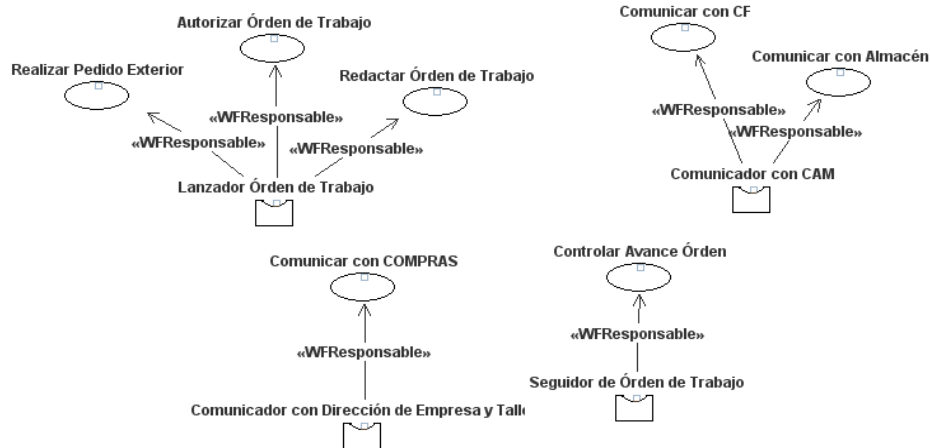 Autorizar Órden de Trabajo
Realizar Pedido Exterior
Redactar Órden de Trabajo
«WFResponsable»
«WFResponsable»
«WFResponsable»
Lanzador Órden de Trabajo
Comunicar con CF
Comunicar con Almacén
«WFResponsable»
«WFResponsable»
Comunicador con CAM
Comunicar con COMPRAS
«WFResponsable»
Comunicador con Dirección de Empresa y Talle
Controlar Avance Órden
«WFResponsable»
Seguidor de Órden de Trabajo